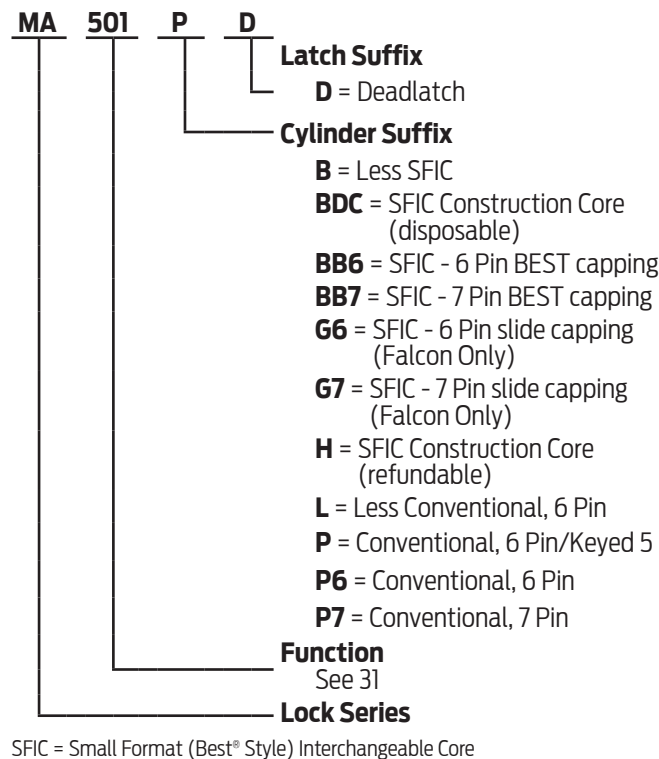 MA 501 P D
Latch Suffix
D = Deadlatch
Cylinder Suffix
B = Less SFIC
BDC = SFIC Construction Core
(disposable)
BB6 = SFIC - 6 Pin BEST capping
BB7 = SFIC - 7 Pin BEST capping
G6 = SFIC - 6 Pin slide capping
(Falcon Only)
G7 = SFIC - 7 Pin slide capping
(Falcon Only)
H = SFIC Construction Core
(refundable)
L = Less Conventional, 6 Pin
P = Conventional, 6 Pin/Keyed 5
P6 = Conventional, 6 Pin
P7 = Conventional, 7 Pin
Function
See 31
Lock Series
SFIC = Small Format (Best® Style) Interchangeable Core